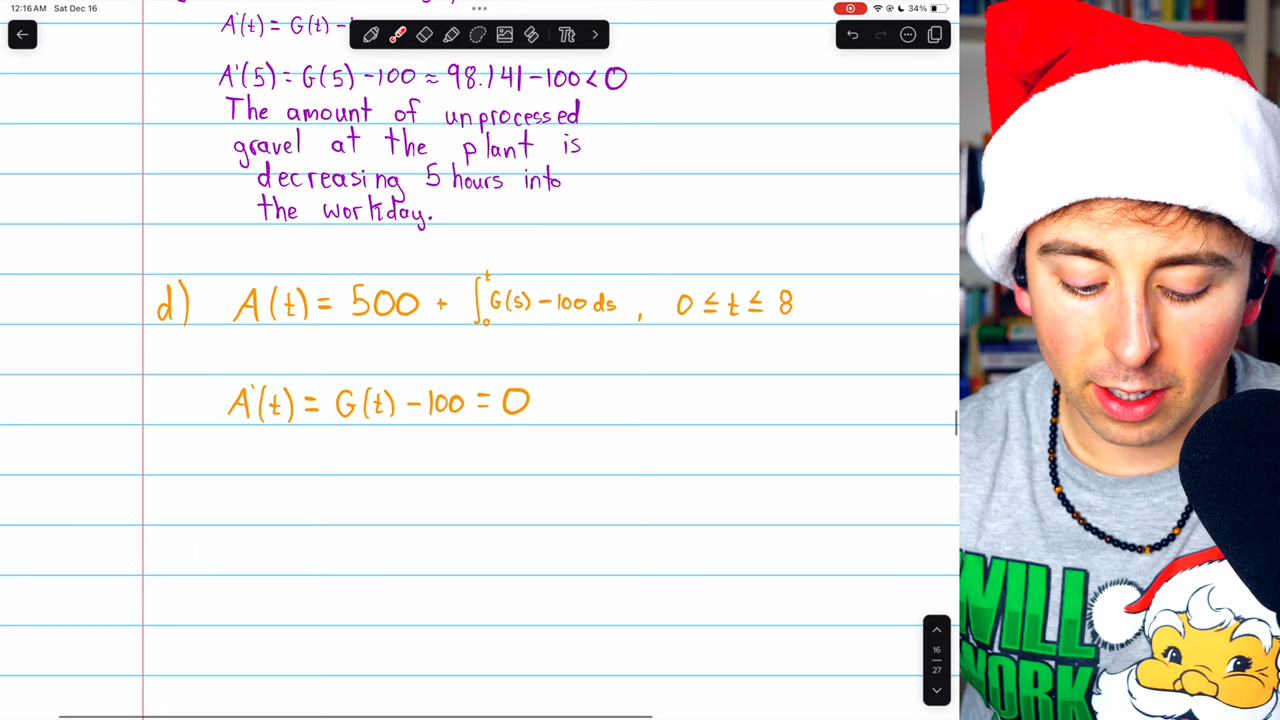 12:16 AM Sat Dec 16
34%
A'(t) = G(t) -
Tt
A'(5) = G(5) - 100 ≈ 98.141 - 100 < 0
The amount of unprocessed
gravel at the plant is
decreasing 5 hours into
the workday.
d) A(t) = 500 + ∫₀ᵗ G(s) - 100 ds , 0 ≤ t ≤ 8
A'(t) = G(t) - 100 = 0
16
27
WILL
WORK